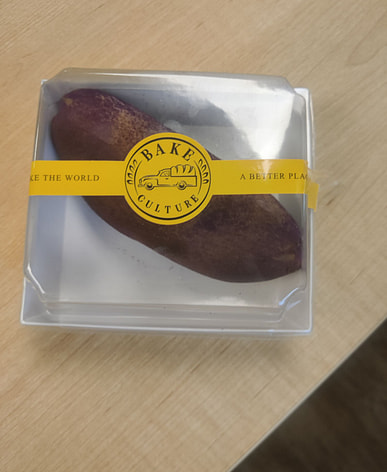 BAKE
KE THE WORLD
A BETTER PLA
CULTURE